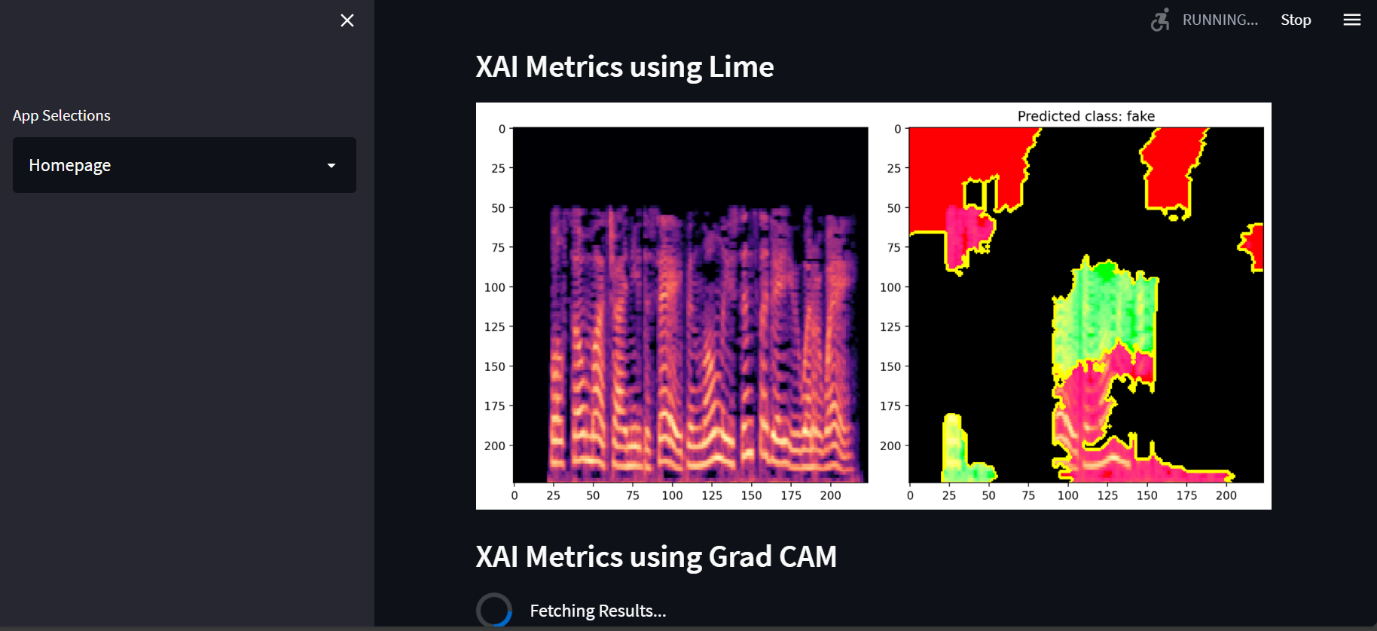 RUNNING...
Stop
XAI Metrics using Lime
App Selections
Homepage
Predicted class: fake
0
25
50
75
100
125
150
175
200
0 25 50 75 100 125 150 175 200
0
25
50
75
100
125
150
175
200
0 25 50 75 100 125 150 175 200
XAI Metrics using Grad CAM
Fetching Results...